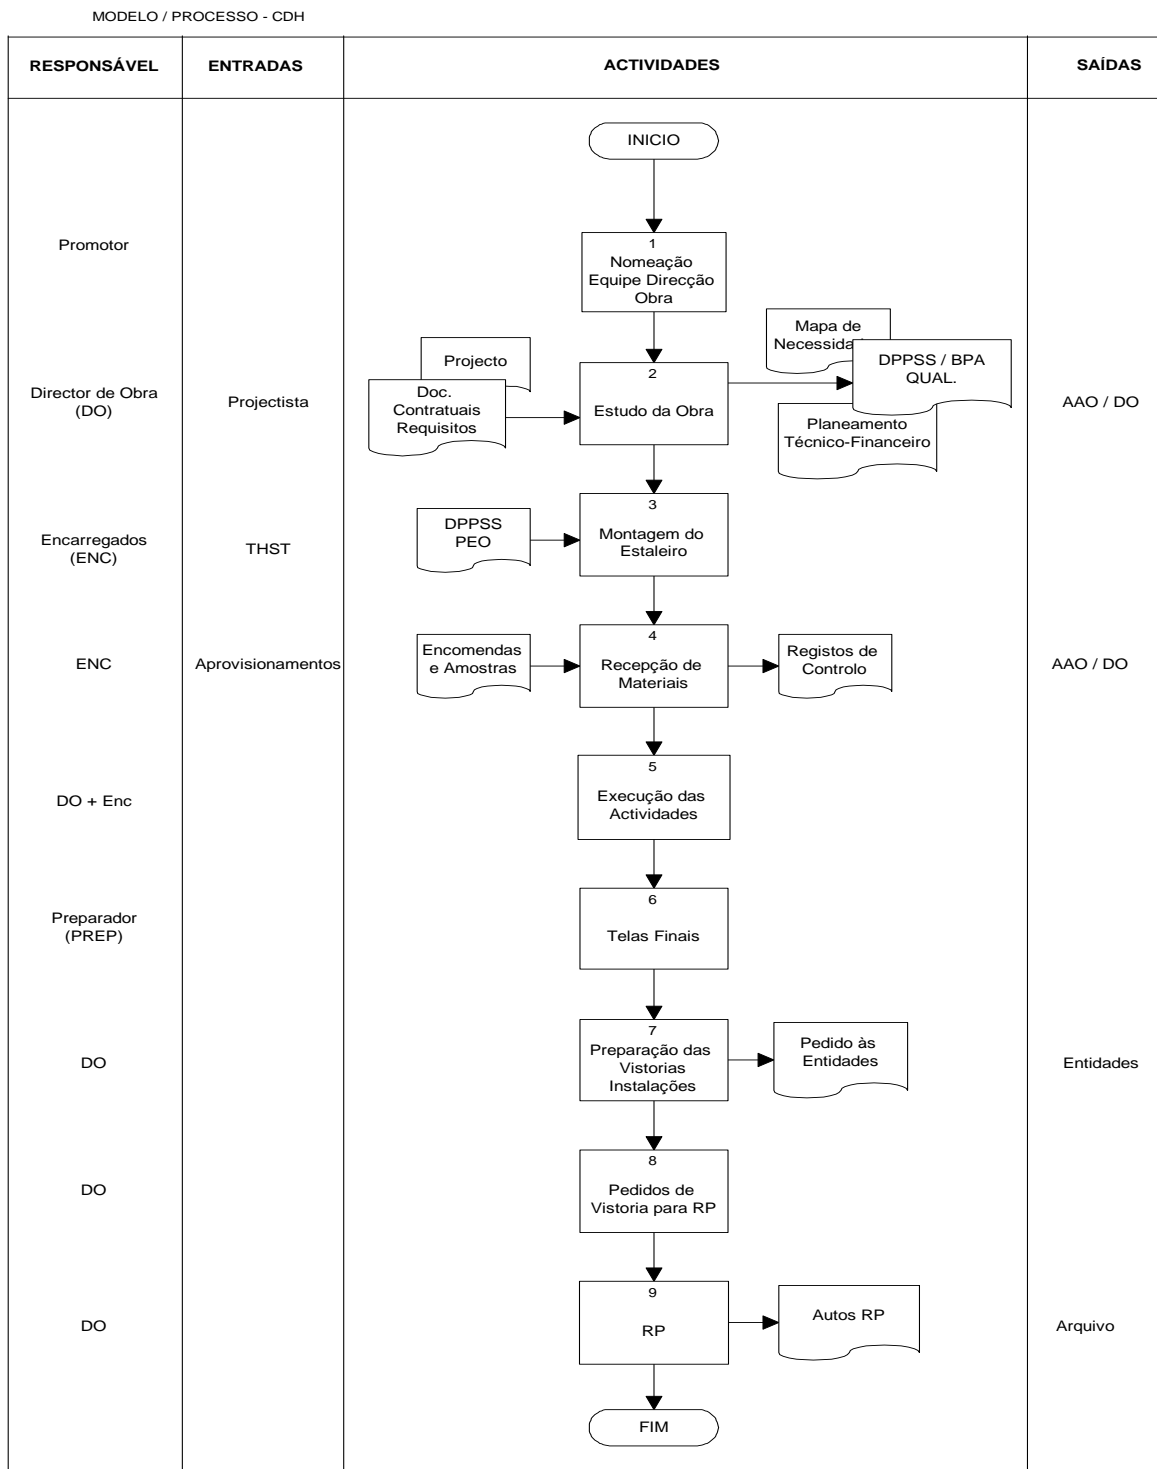 MODELO / PROCESSO - CDH
RESPONSÁVEL
ENTRADAS
ACTIVIDADES
SAÍDAS
INICIO
Promotor
1
Nomeação
Equipe Direcção
Obra
Director de Obra
(DO)
Projectista
Projecto
Doc.
Contratuais
Requisitos
2
Estudo da Obra
Mapa de
DPPSS / BPA
QUAL.
Planeamento
Técnico-Financeiro
AAO / DO
Encarregados
(ENC)
THST
DPPSS
PEO
3
Montagem do
Estaleiro
ENC
Aprovisionamentos
Encomendas
e Amostras
4
Recepção de
Materiais
Registos de
Controlo
AAO / DO
DO + Enc
5
Execução das
Actividades
Preparador
(PREP)
6
Telas Finais
DO
7
Preparação das
Vistorias
Instalações
Pedido às
Entidades
Entidades
DO
8
Pedidos de
Vistoria para RP
DO
9
RP
Autos RP
Arquivo
FIM